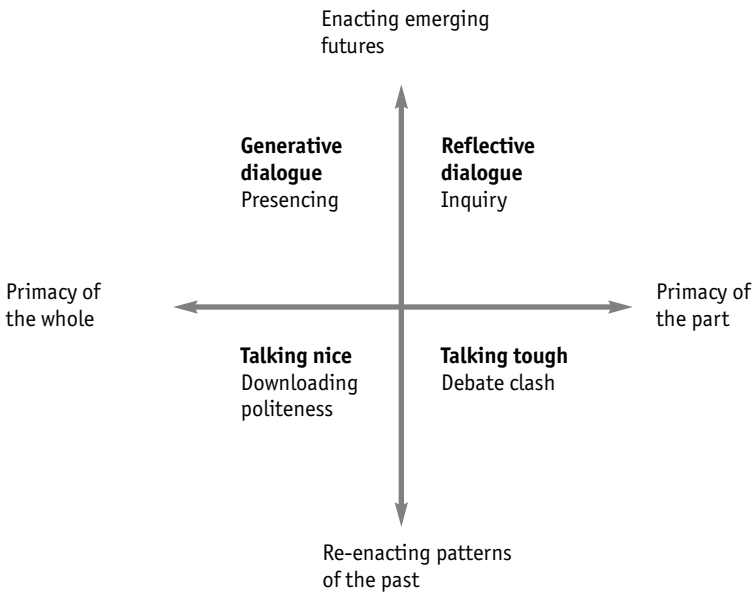 Enacting emerging
futures
Generative
dialogue
Presencing
Reflective
dialogue
Inquiry
Primacy of
the whole
Primacy of
the part
Talking nice
Downloading
politeness
Talking tough
Debate clash
Re-enacting patterns
of the past